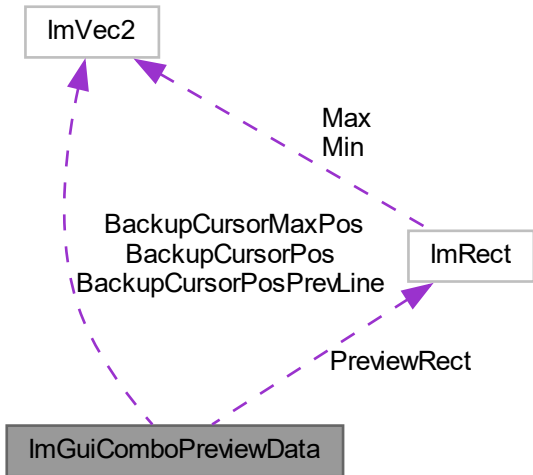 ImVec2
Max
Min
BackupCursorMaxPos
BackupCursorPos
BackupCursorPosPrevLine
ImRect
PreviewRect
ImGuiComboPreviewData